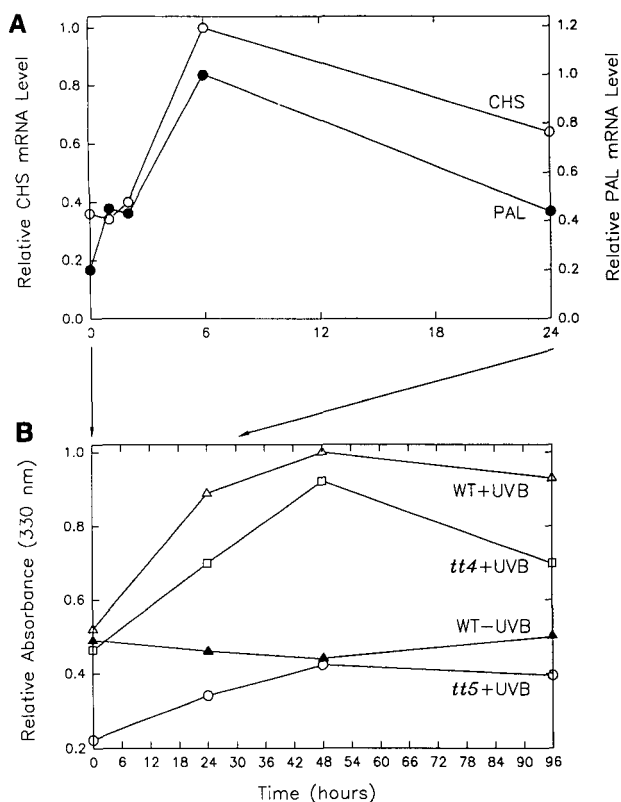 A
Relative CHS mRNA Level
1.0
0.8
0.6
0.4
0.2
0.0
0
6
12
18
24
1.2
1.0
0.8
0.6
0.4
0.2
0.0
Relative PAL mRNA Level
CHS
PAL
B
Relative Absorbance (330 nm)
1.0
0.8
0.6
0.4
0.2
WT+UVB
tt4+UVB
WT−UVB
tt5+UVB
0 6 12 18 24 30 36 42 48 54 60 66 72 78 84 90 96
Time (hours)